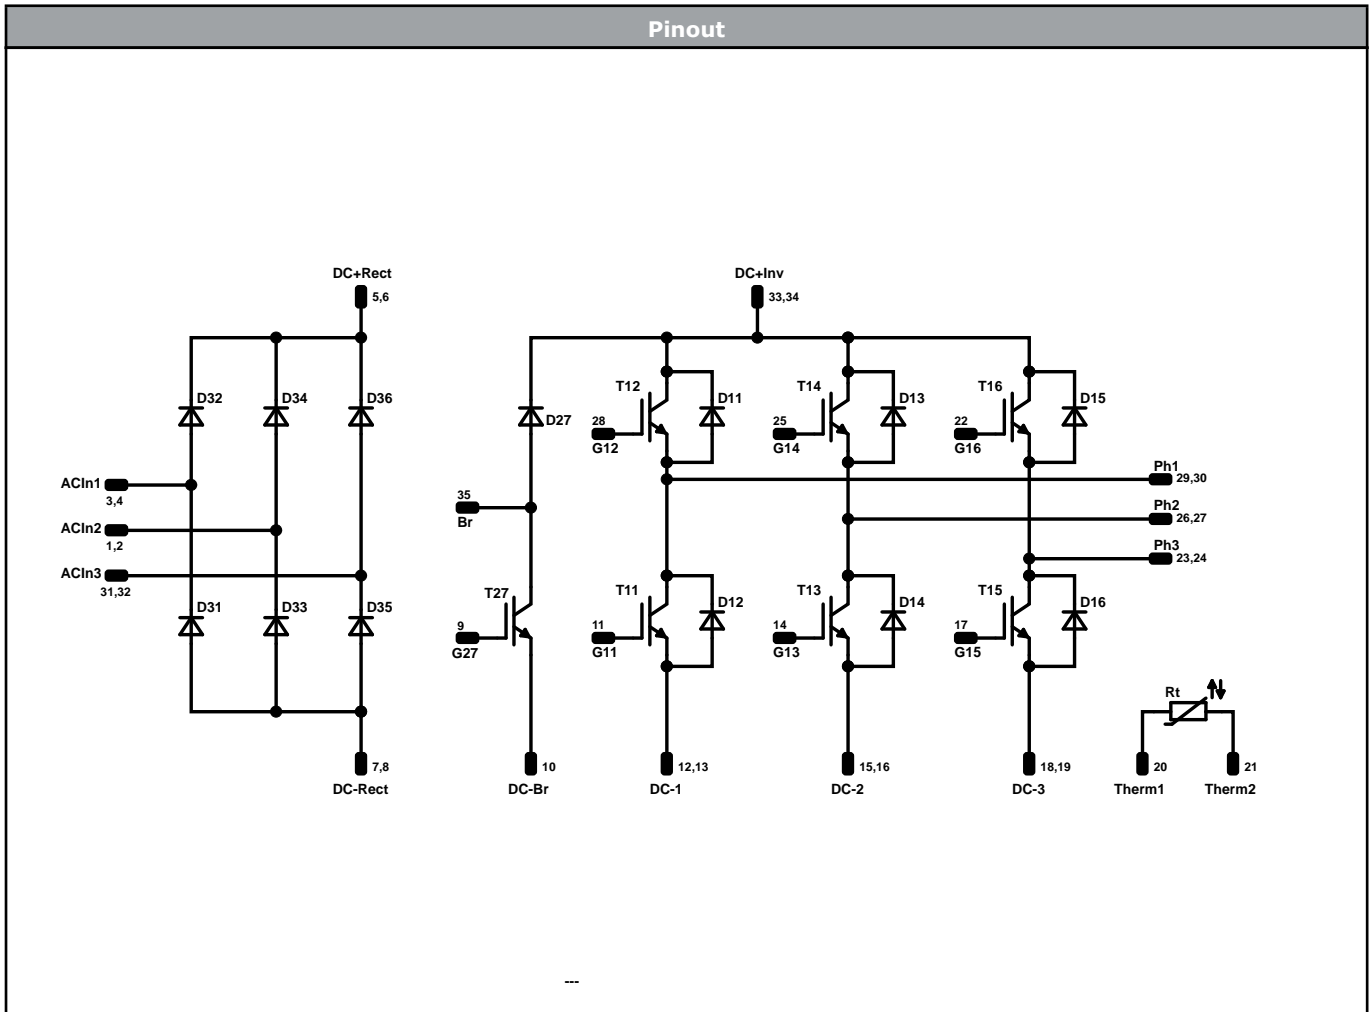 Pinout
DC+Rect
5,6
DC+Inv
33,34
D32
D34
D36
D27
T12
D11
28
G12
T14
D13
25
G14
T16
D15
22
G16
ACIn1
3,4
ACIn2
1,2
ACIn3
31,32
35
Br
Ph1
29,30
Ph2
26,27
Ph3
23,24
D31
D33
D35
T27
9
G27
T11
D12
11
G11
T13
D14
14
G13
T15
D16
17
G15
Rt
7,8
DC-Rect
10
DC-Br
12,13
DC-1
15,16
DC-2
18,19
DC-3
20
Therm1
21
Therm2
---